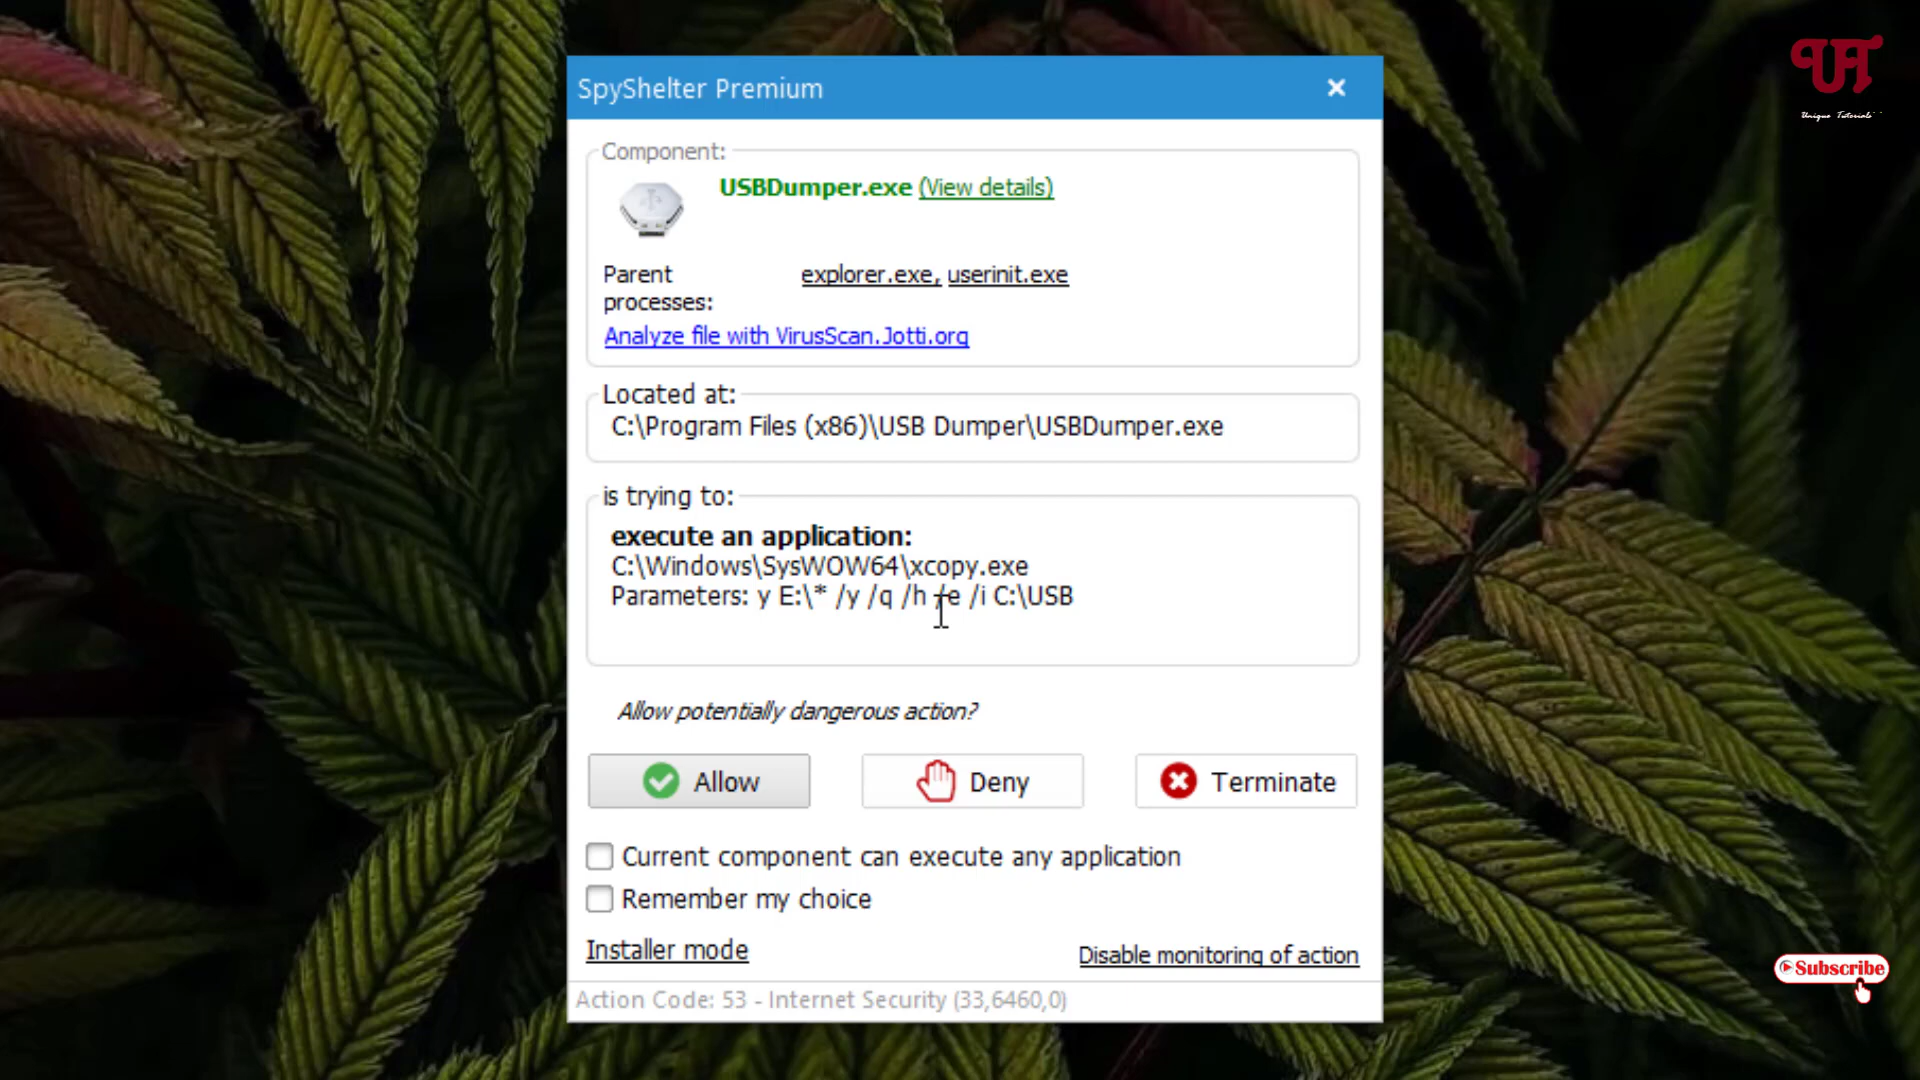 SpyShelter Premium
UT
Unique Tutorials
Component:
USBDumper.exe (View details)
Parent processes:
explorer.exe, userinit.exe
Analyze file with VirusScan.Jotti.org
Located at:
C:\Program Files (x86)\USB Dumper\USBDumper.exe
is trying to:
execute an application:
C:\Windows\SysWOW64\xcopy.exe
Parameters: y E:\* /y /q /h /e /i C:\USB
Allow potentially dangerous action?
Allow
Deny
Terminate
Current component can execute any application
Remember my choice
Installer mode
Disable monitoring of action
Subscribe
Action Code: 53 - Internet Security (33,6460,0)